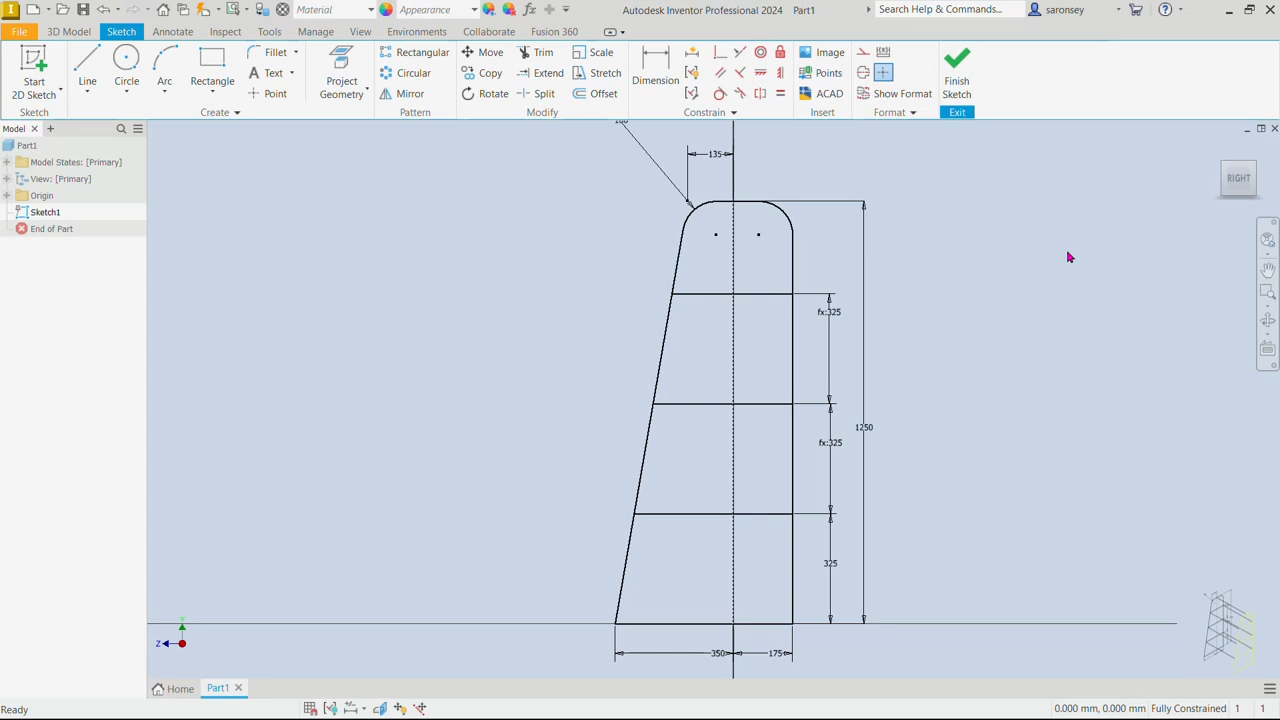 Material Appearance Autodesk Inventor Professional 2024 Part1 Search Help & Commands... saronsey
File 3D Model Sketch Annotate Inspect Tools Manage View Environments Collaborate Fusion 360
Start 2D Sketch Line Circle Arc Rectangle Fillet Text Point Project Geometry Rectangular Circular Mirror Move Copy Rotate Trim Extend Split Scale Stretch Offset Dimension Image Points ACAD Show Format Finish Sketch
Sketch Create Pattern Modify Constrain Insert Format Exit
Model
Part1
Model States: [Primary]
View: [Primary]
Origin
Sketch1
End of Part
135
RIGHT
fx:325
1250
fx:325
325
350 175
Z Y
Home Part1
Ready 0.000 mm, 0.000 mm Fully Constrained 1 1